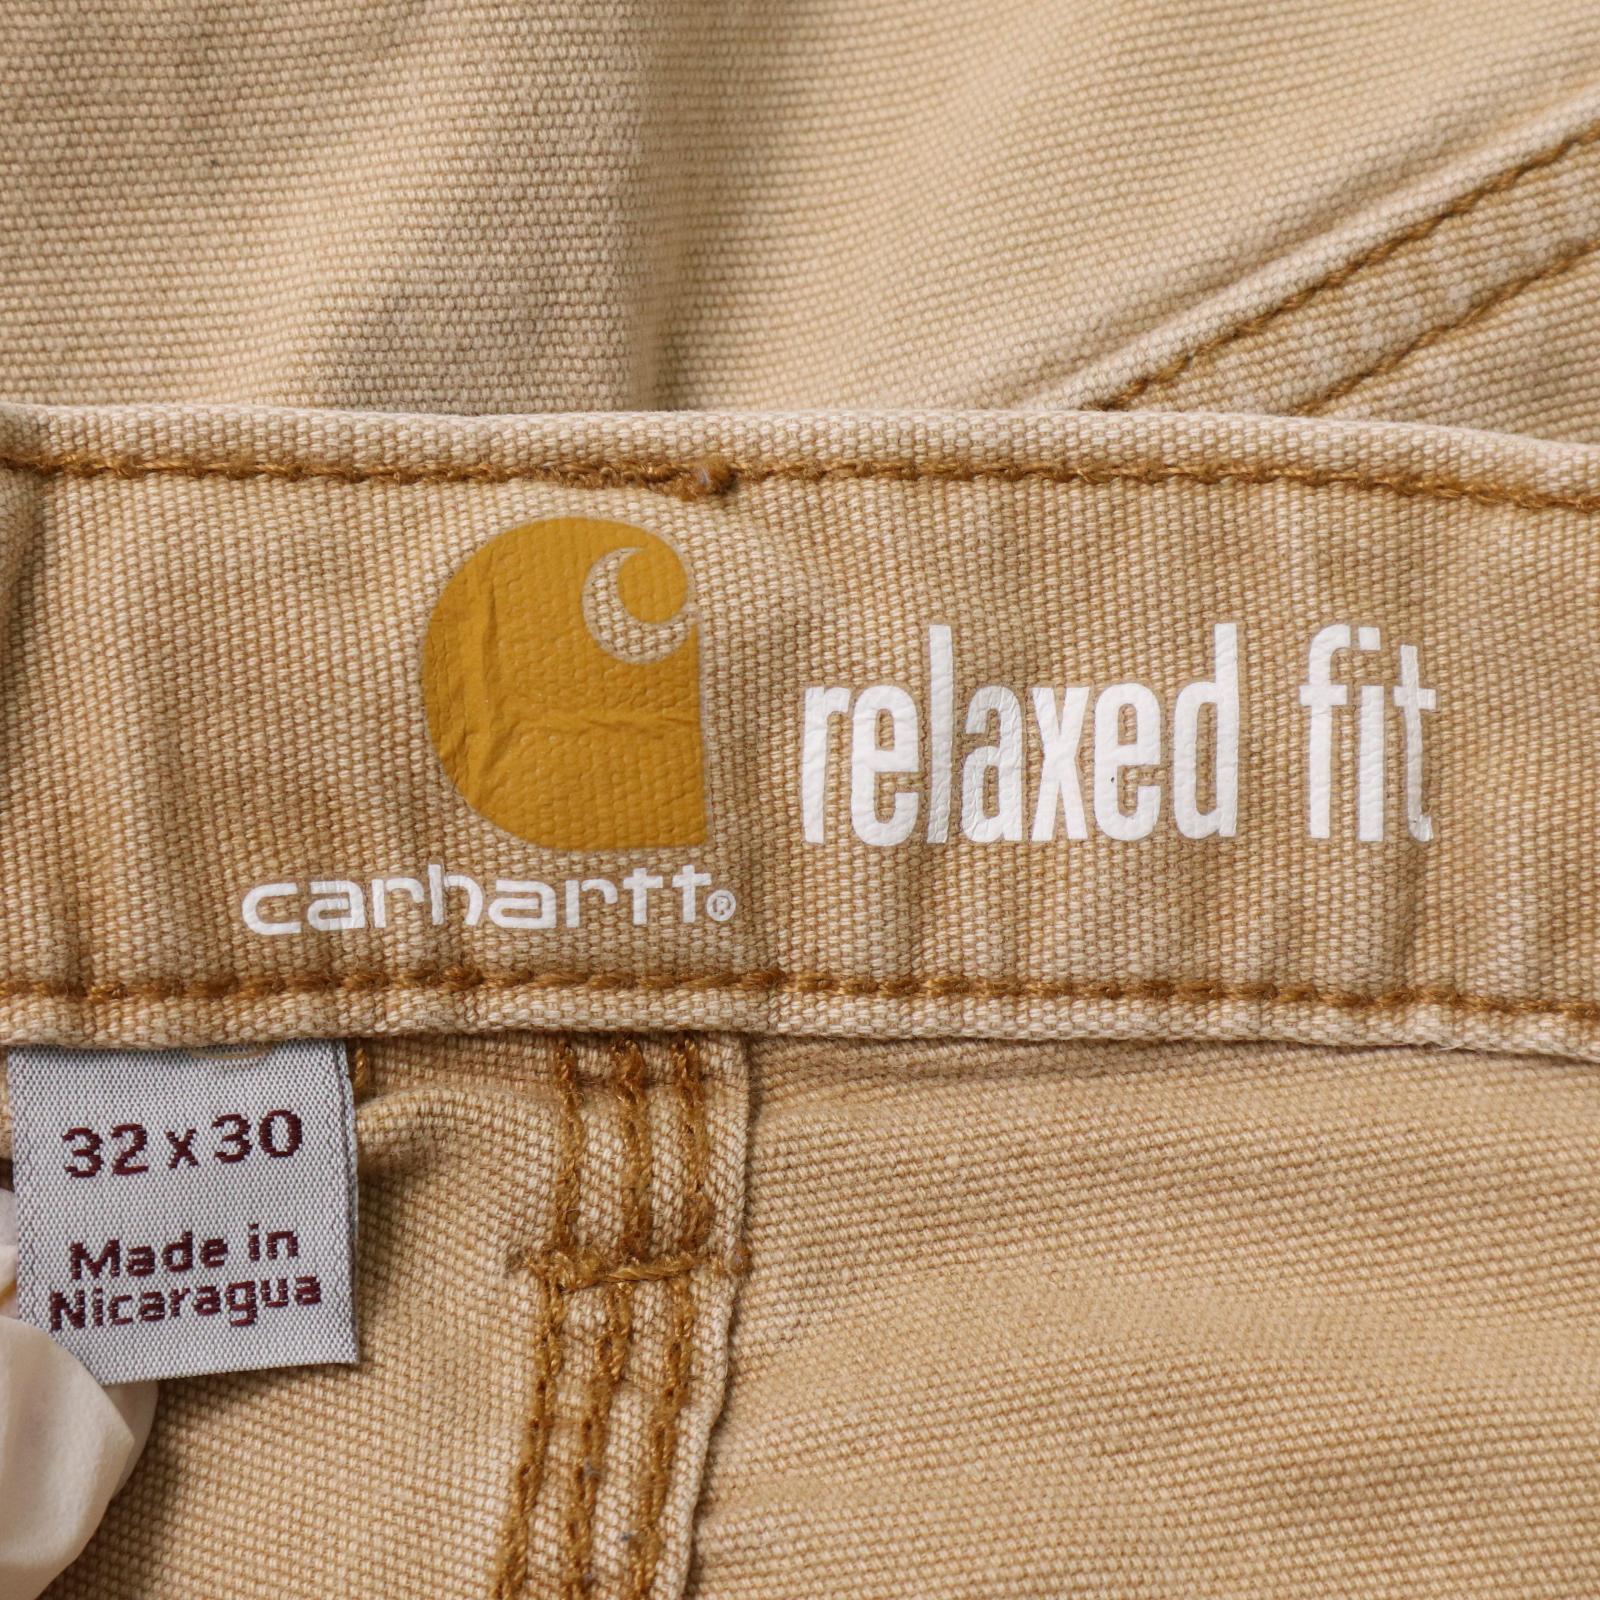 relaxed fit
carhartt®
32 x 30
Made in
Nicaragua